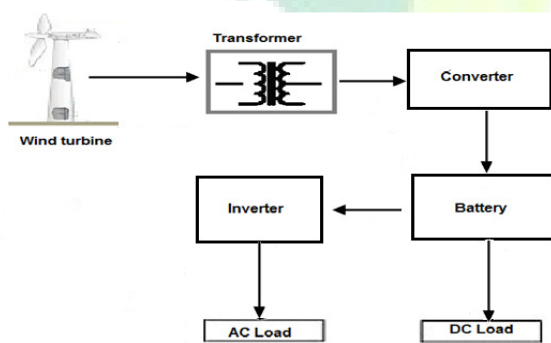 Transformer
Converter
Wind turbine
Inverter
Battery
AC Load
DC Load